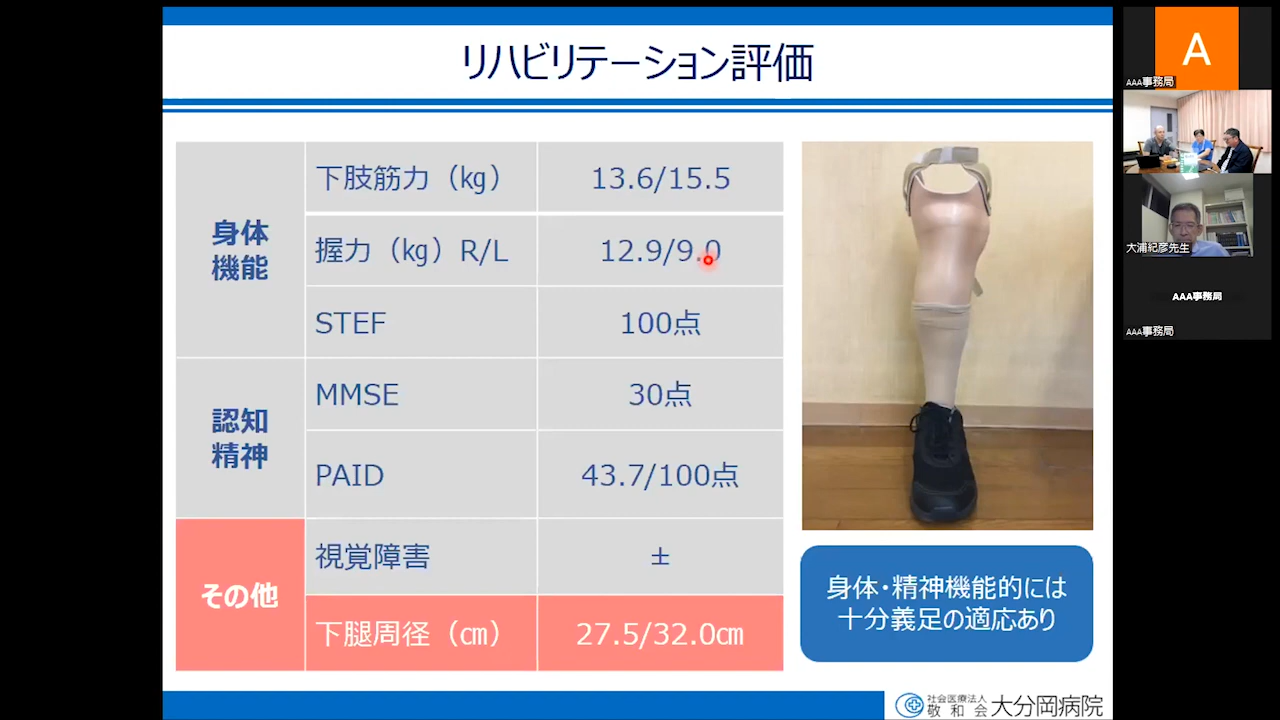 リハビリテーション評価
身体
機能
下肢筋力（㎏）
13.6/15.5
握力（㎏）R/L
12.9/9.0
STEF
100点
認知
精神
MMSE
30点
PAID
43.7/100点
その他
視覚障害
±
下腿周径（㎝）
27.5/32.0㎝
身体・精神機能的には
十分義足の適応あり
社会医療法人
敬和会
大分岡病院
A
AAA事務局
大浦紀彦先生
AAA事務局
AAA事務局